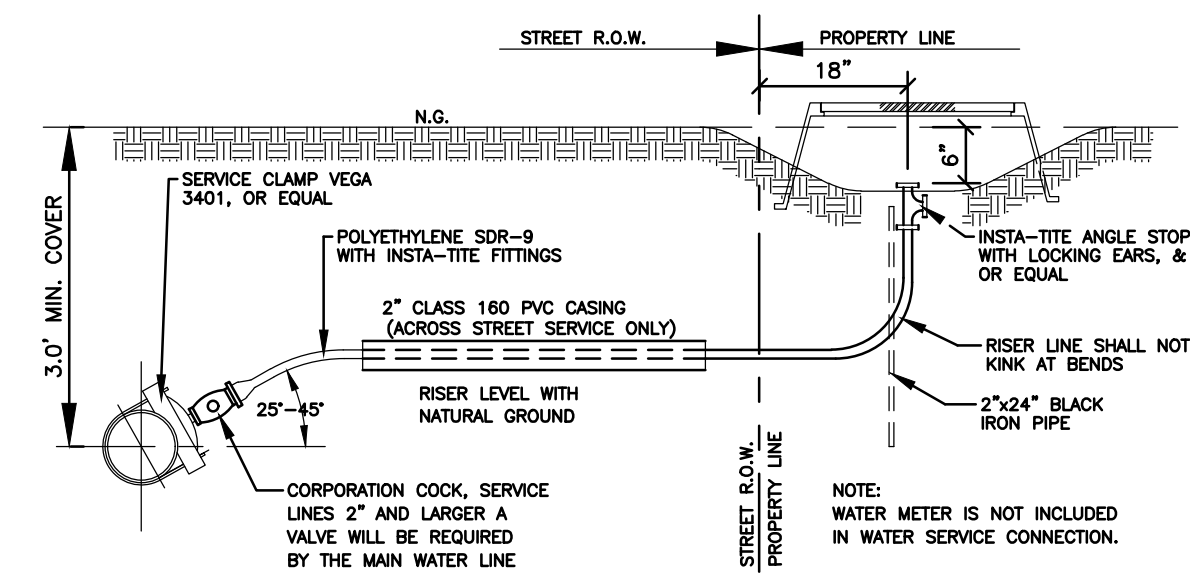 STREET R.O.W.
PROPERTY LINE
18"
N.G.
6"
SERVICE CLAMP VEGA
3401, OR EQUAL
3.0' MIN. COVER
POLYETHYLENE SDR-9
WITH INSTA-TITE FITTINGS
INSTA-TITE ANGLE STOP
WITH LOCKING EARS, &
OR EQUAL
2" CLASS 160 PVC CASING
(ACROSS STREET SERVICE ONLY)
RISER LINE SHALL NOT
KINK AT BENDS
RISER LEVEL WITH
NATURAL GROUND
25°-45°
2"x24" BLACK
IRON PIPE
CORPORATION COCK, SERVICE
LINES 2" AND LARGER A
VALVE WILL BE REQUIRED
BY THE MAIN WATER LINE
STREET R.O.W.
PROPERTY LINE
NOTE:
WATER METER IS NOT INCLUDED
IN WATER SERVICE CONNECTION.